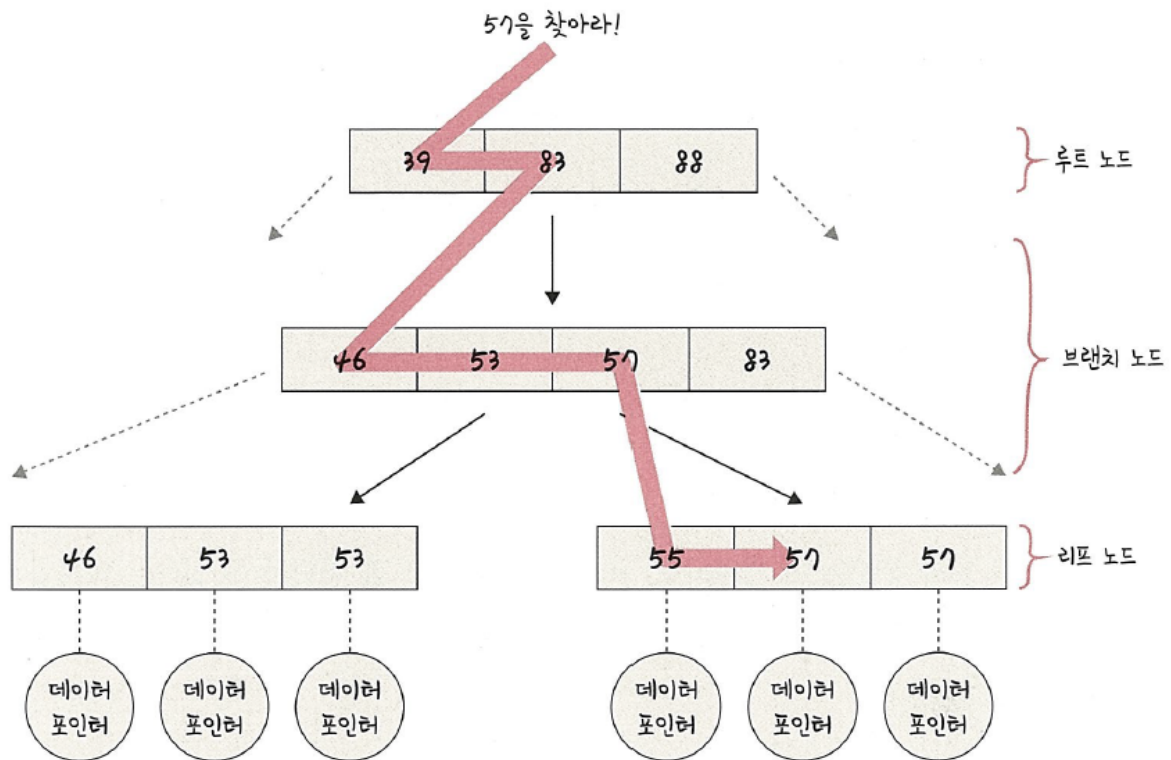 57을 찾아라!
39 83 88
루트 노드
46 53 57 83
브랜치 노드
46 53 53
55 57 57
리프 노드
데이터 포인터
데이터 포인터
데이터 포인터
데이터 포인터
데이터 포인터
데이터 포인터